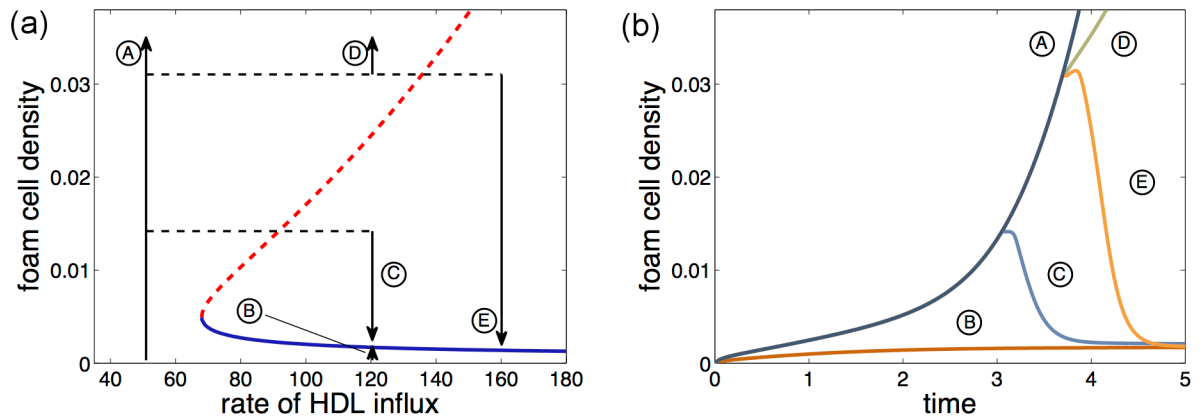 (a)
foam cell density
0.03
0.02
0.01
0
40 60 80 100 120 140 160 180
rate of HDL influx
A
D
C
B
E
(b)
foam cell density
0.03
0.02
0.01
0
0 1 2 3 4 5
time
A
D
E
C
B